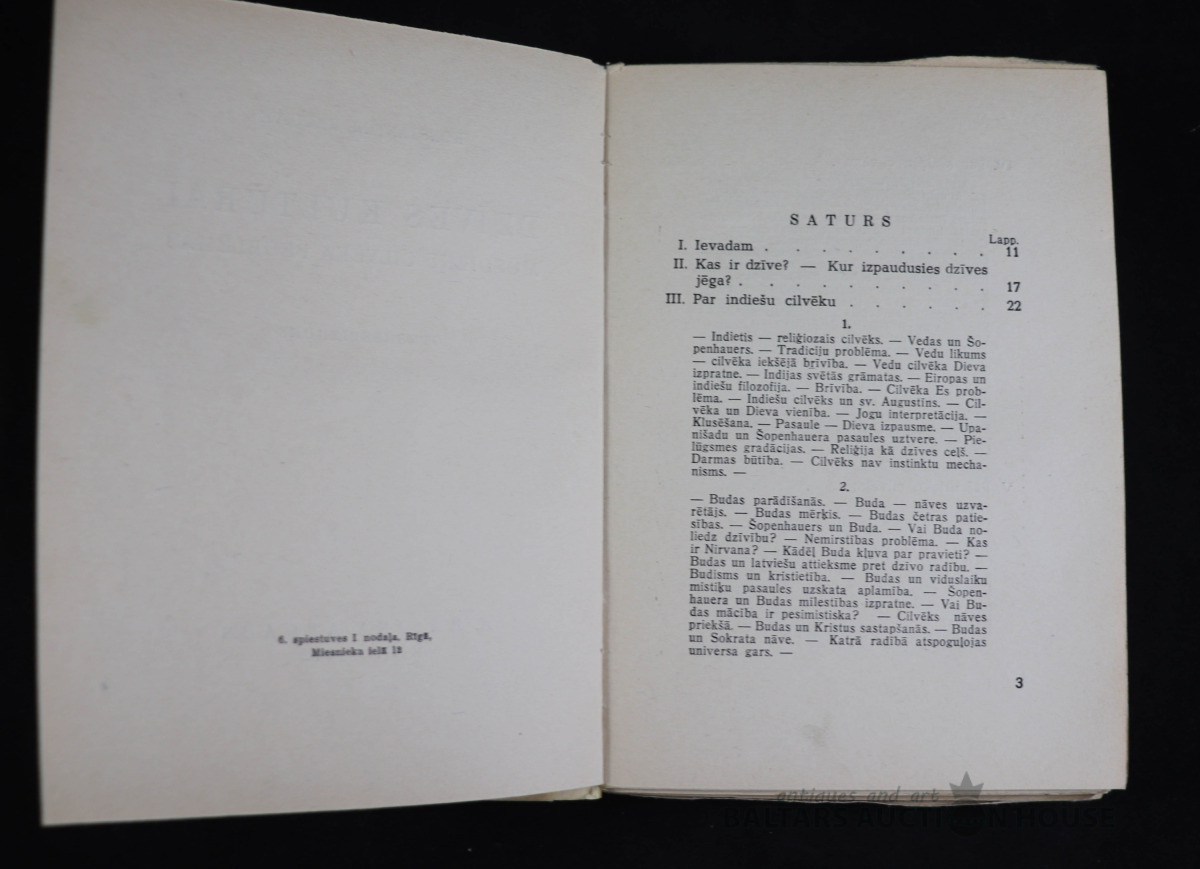 6. spiestuves I nodaļa, Rīgā,
Miesnieka ielā 13
SATURS
Lapp.
I. Ievadam . . . . . . . . . . 11
II. Kas ir dzīve? — Kur izpaudusies dzīves
jēga? . . . . . . . . . . . 17
III. Par indiešu cilvēku . . . . . . 22
1.
— Indietis — reliģiozais cilvēks. — Vedas un Šo-
penhauers. — Tradiciju problēma. — Vedu likums
— cilvēka iekšējā brīvība. — Vedu cilvēka Dieva
izpratne. — Indijas svētās grāmatas. — Eiropas un
indiešu filozofija. — Brīvība. — Cilvēka Es prob-
lēma. — Indiešu cilvēks un sv. Augustīns. — Cil-
vēka un Dieva vienība. — Jogu interpretācija. —
Klusēšana. — Pasaule — Dieva izpausme. — Upa-
nišadu un Šopenhauera pasaules uztvere. — Pie-
lūgsmes gradācijas. — Reliģija kā dzīves ceļš. —
Darmas būtība. — Cilvēks nav instinktu mecha-
nisms. —
2.
— Budas parādīšanās. — Buda — nāves uzva-
rētājs. — Budas mērķis. — Budas četras patie-
sības. — Šopenhauers un Buda. — Vai Buda no-
liedz dzīvību? — Nemirstības problēma. — Kas
ir Nirvana? — Kādēļ Buda kļuva par pravieti? —
Budas un latviešu attieksme pret dzīvo radību. —
Budisms un kristietība. — Budas un viduslaiku
mistiķu pasaules uzskata aplamība. — Šopen-
hauera un Budas mīlestības izpratne. — Vai Bu-
das mācība ir pesimistiska? — Cilvēks nāves
priekšā. — Budas un Kristus sastapšanās. — Budas
un Sokrata nāve. — Katrā radībā atspoguļojas
universa gars. —
3
antiques and art
BALTARS AUCTION HOUSE